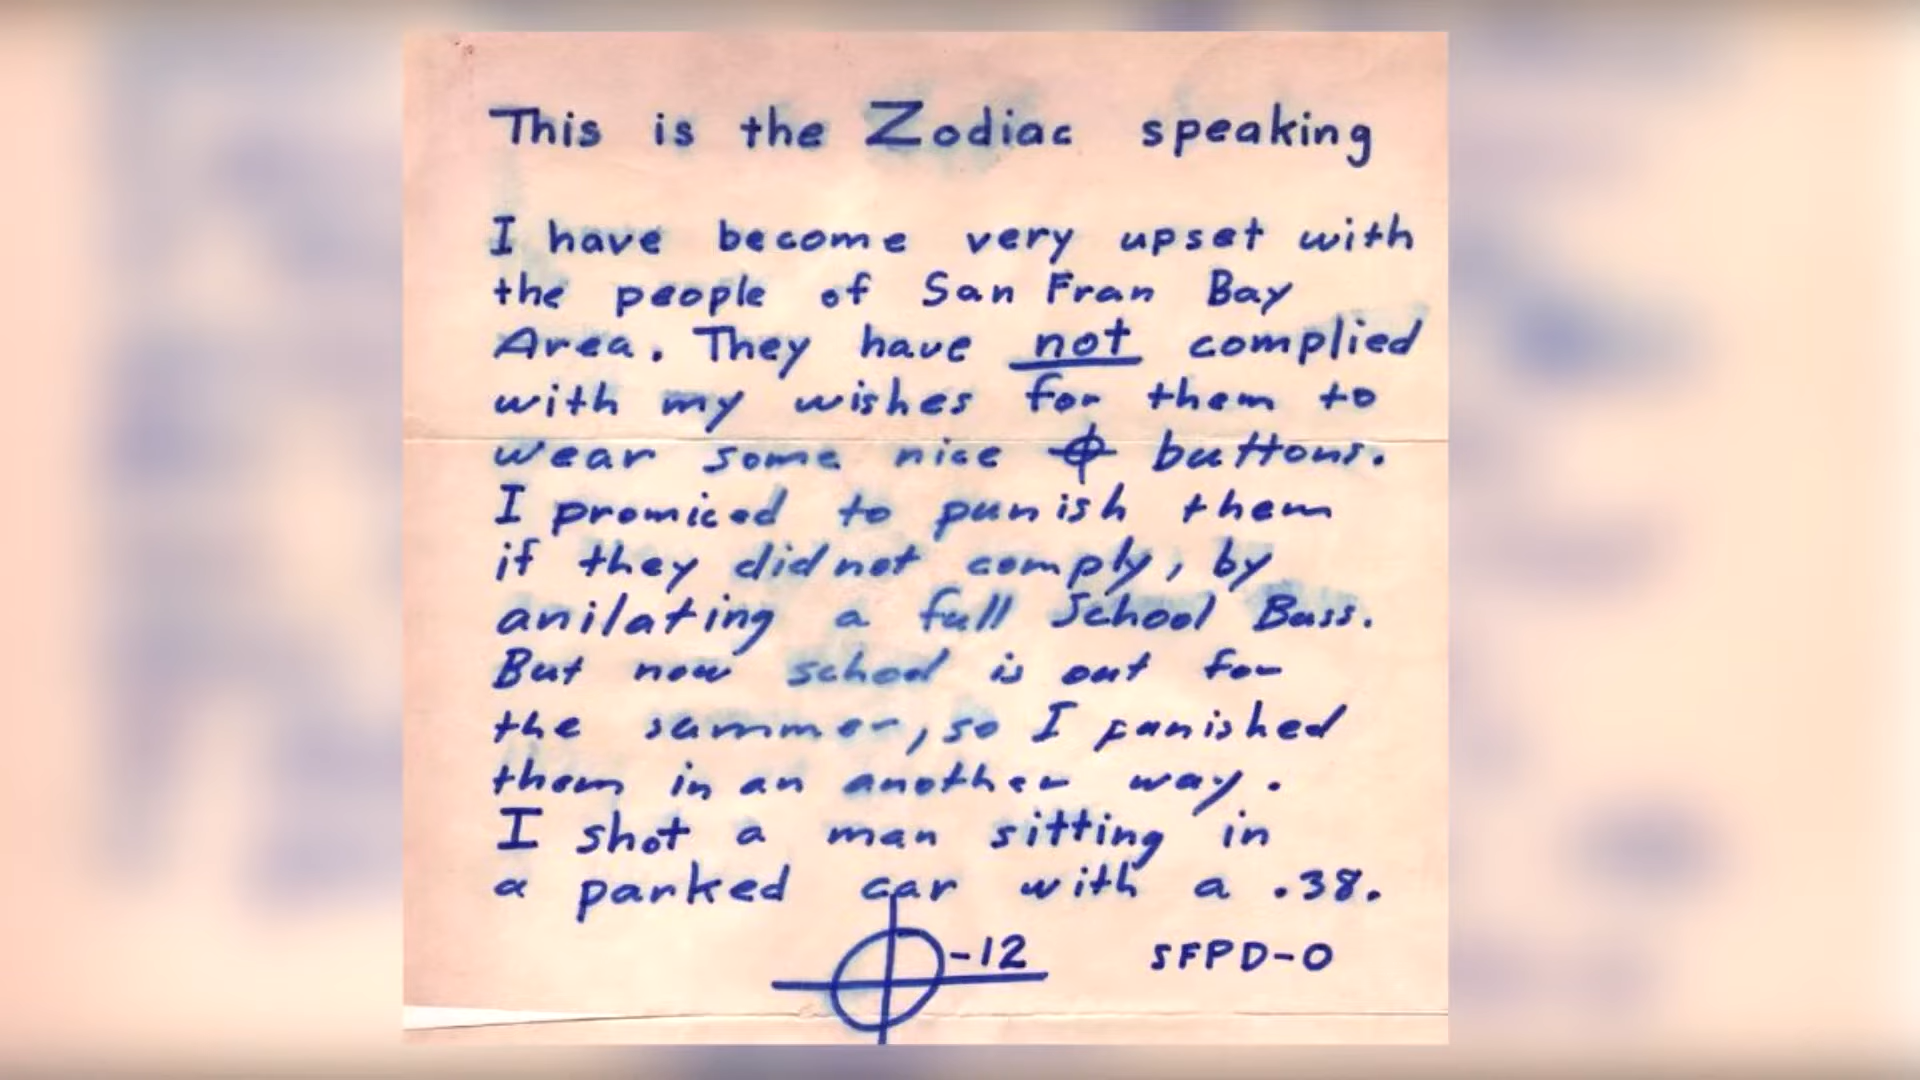 This is the Zodiac speaking
I have become very upset with
the people of San Fran Bay
Area. They have not complied
with my wishes for them to
wear some nice ⌖ buttons.
I promiced to punish them
if they did not comply, by
anilating a full School Buss.
But now school is out for
the summer, so I punished
them in an another way.
I shot a man sitting in
a parked car with a .38.
⌖-12 SFPD-0